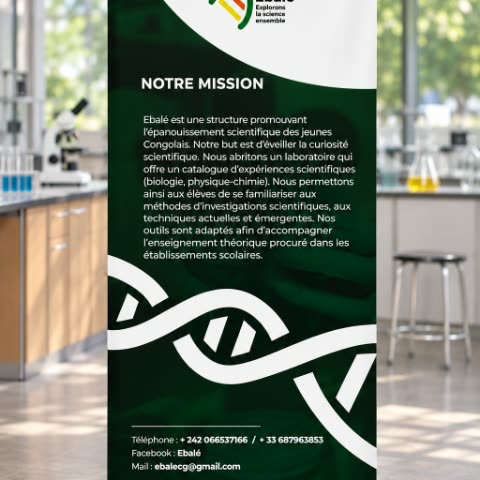 Ebalé
Explorons
la science
ensemble
NOTRE MISSION
Ebalé est une structure promouvant
l'épanouissement scientifique des jeunes
Congolais. Notre but est d'éveiller la curiosité
scientifique. Nous abritons un laboratoire qui
offre un catalogue d'expériences scientifiques
(biologie, physique-chimie). Nous permettons
ainsi aux élèves de se familiariser aux
méthodes d'investigations scientifiques, aux
techniques actuelles et émergentes. Nos
outils sont adaptés afin d'accompagner
l'enseignement théorique procuré dans les
établissements scolaires.
Téléphone : + 242 066537166 / + 33 687963853
Facebook : Ebalé
Mail : ebalecg@gmail.com